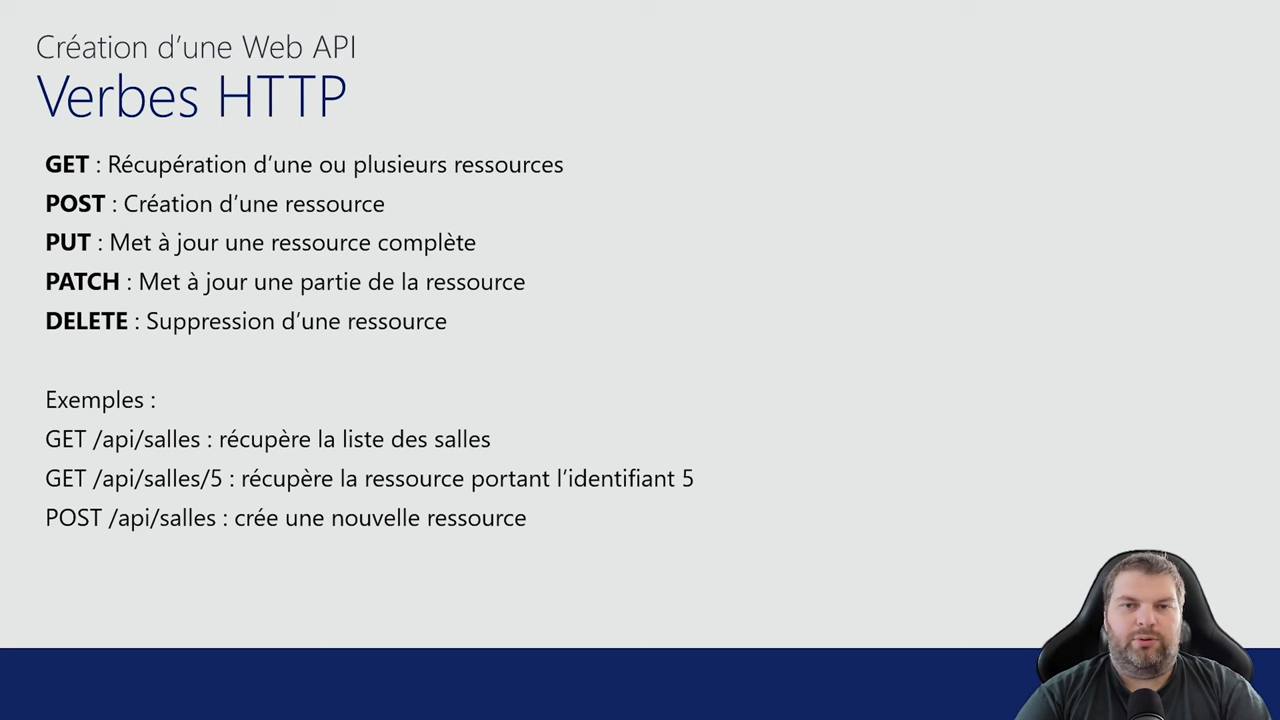 Création d’une Web API
Verbes HTTP
GET : Récupération d’une ou plusieurs ressources
POST : Création d’une ressource
PUT : Met à jour une ressource complète
PATCH : Met à jour une partie de la ressource
DELETE : Suppression d’une ressource
Exemples :
GET /api/salles : récupère la liste des salles
GET /api/salles/5 : récupère la ressource portant l’identifiant 5
POST /api/salles : crée une nouvelle ressource